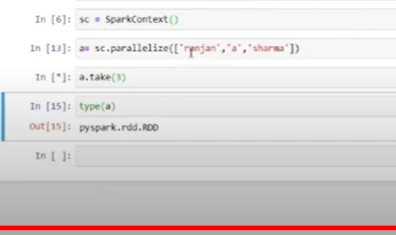 In [6]: sc = SparkContext()
In [13]: a= sc.parallelize(['ranjan','a','sharma'])
In [*]: a.take(3)
In [15]: type(a)
Out[15]: pyspark.rdd.RDD
In [ ]: